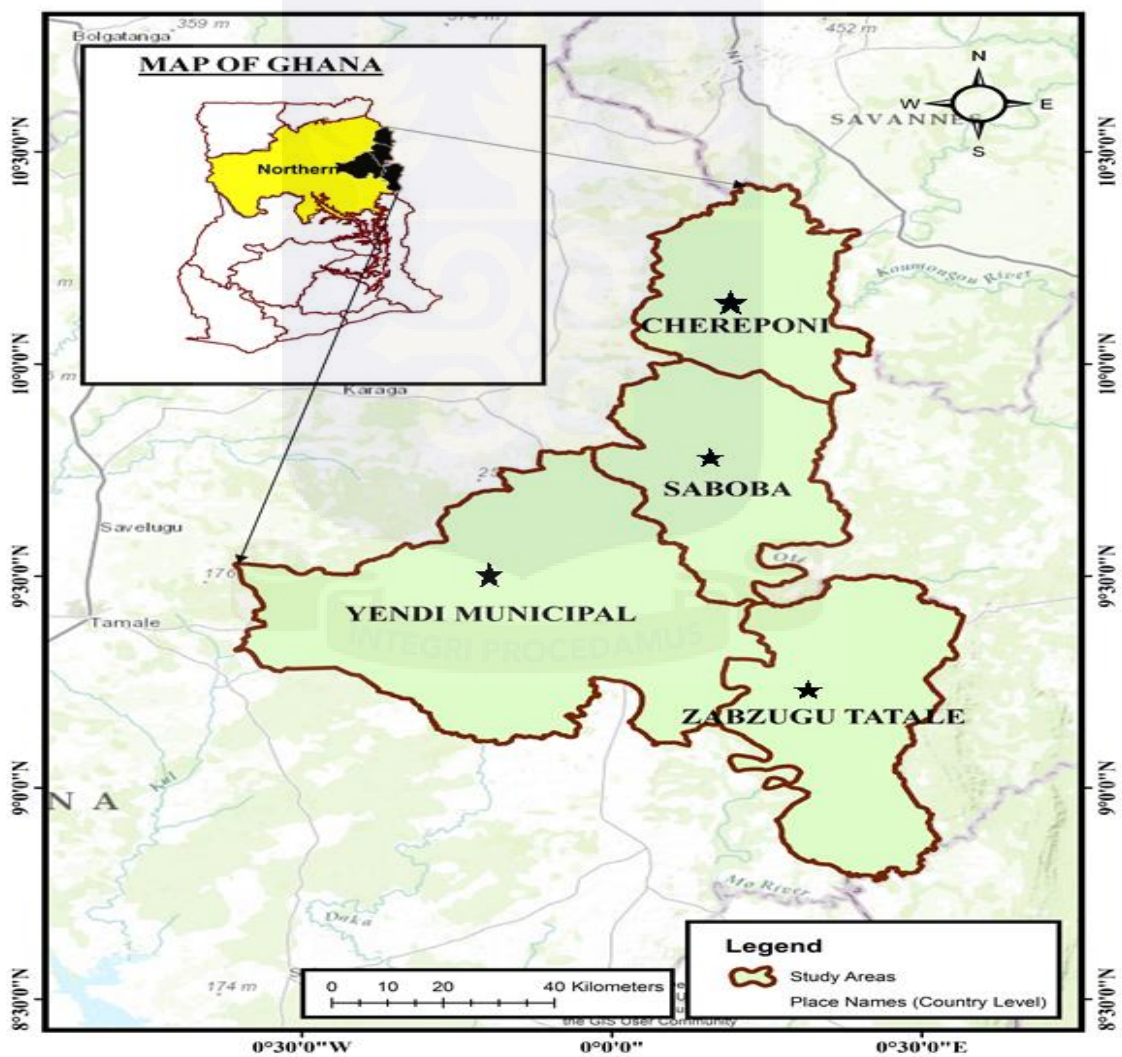 359 m
Bolgatanga
452 m
MAP OF GHANA
Northern
N
W
E
S
SAVANNES
N1
Koumougou River
CHEREPONI
Karaga
SABOBA
Savelugu
176
Oti
YENDI MUNICIPAL
Tamale
INTEGRI PROCEDAMUS
ZABZUGU TATALE
N A
Mo River
174 m
Legend
Study Areas
Place Names (Country Level)
0 10 20 40 Kilometers
the GIS User Community
10°30'0"N
10°0'0"N
9°30'0"N
9°0'0"N
8°30'0"N
10°30'0"N
10°0'0"N
9°30'0"N
9°0'0"N
8°30'0"N
0°30'0"W
0°0'0"
0°30'0"E